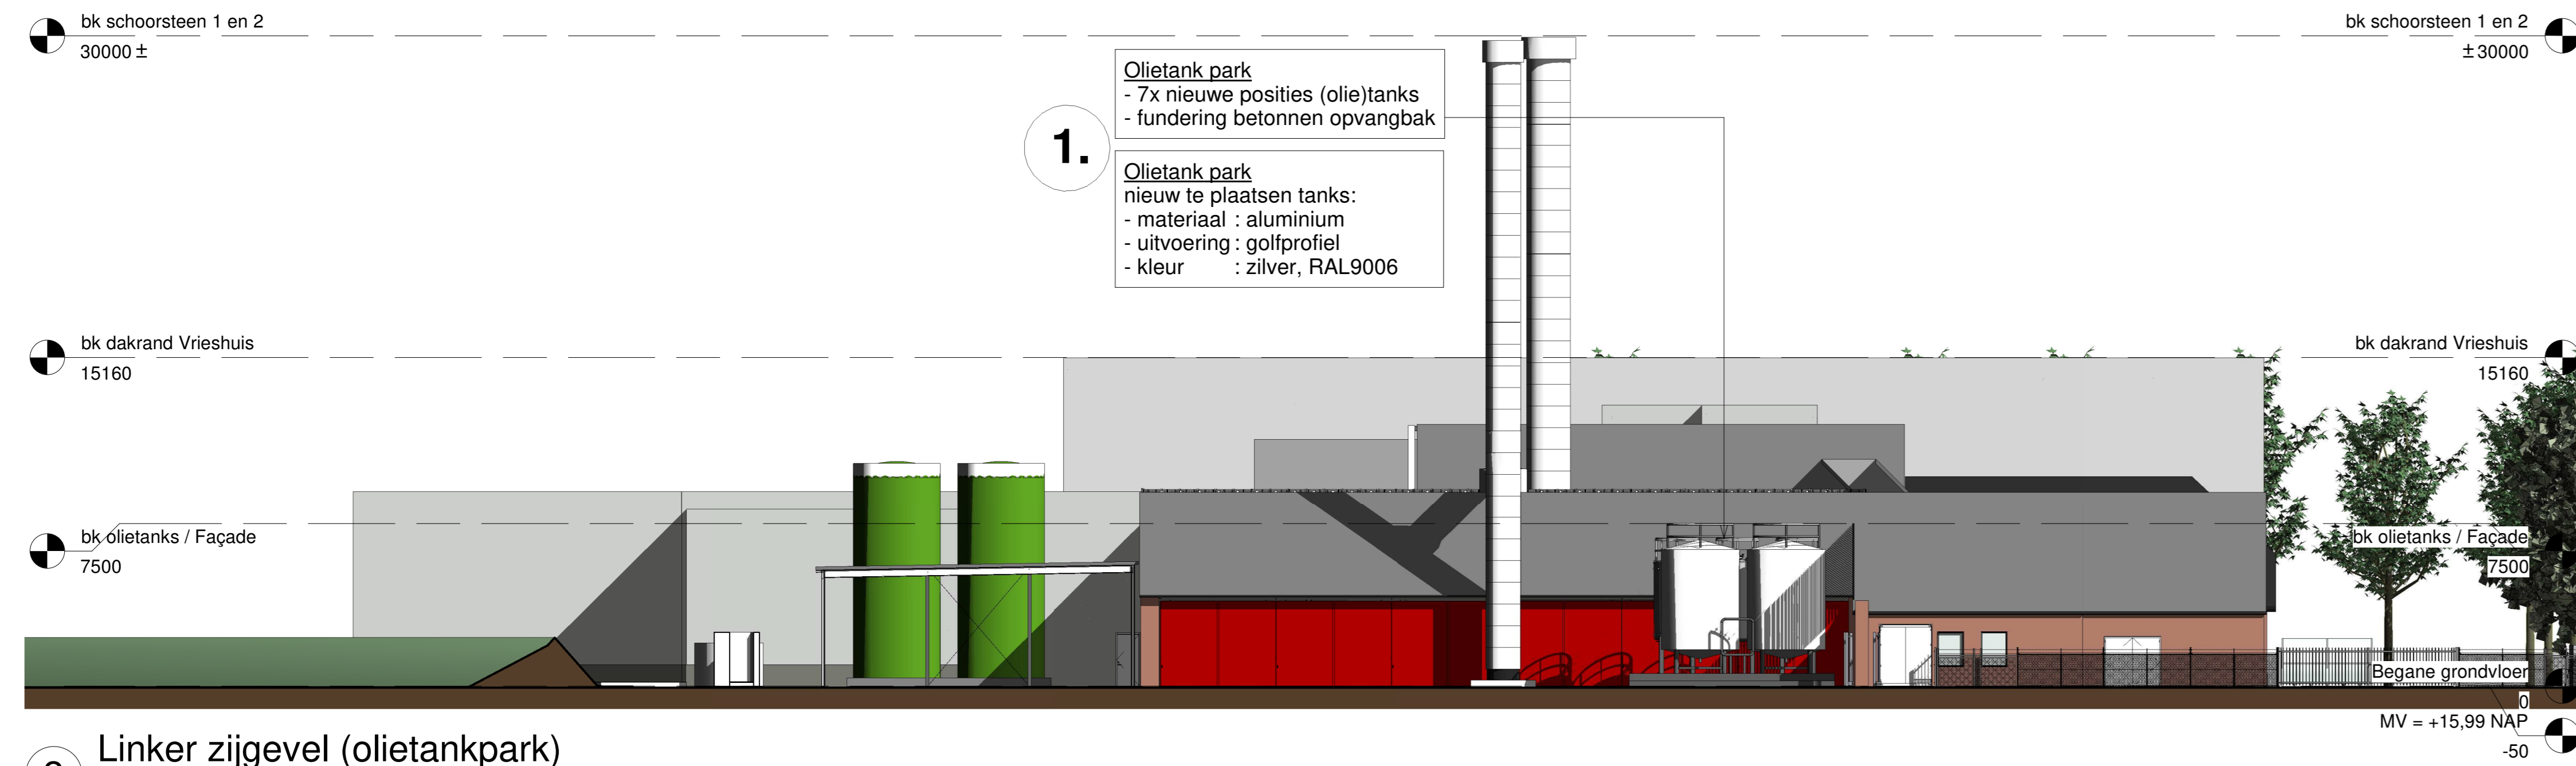 bk schoorsteen 1 en 2
30000 ±
bk schoorsteen 1 en 2
± 30000
Olietank park
- 7x nieuwe posities (olie)tanks
- fundering betonnen opvangbak
1.
Olietank park
nieuw te plaatsen tanks:
- materiaal : aluminium
- uitvoering : golfprofiel
- kleur : zilver, RAL9006
bk dakrand Vrieshuis
15160
bk dakrand Vrieshuis
15160
bk olietanks / Façade
7500
bk olietanks / Façade
7500
Begane grondvloer
0
MV = +15,99 NAP
-50
Linker zijgevel (olietankpark)